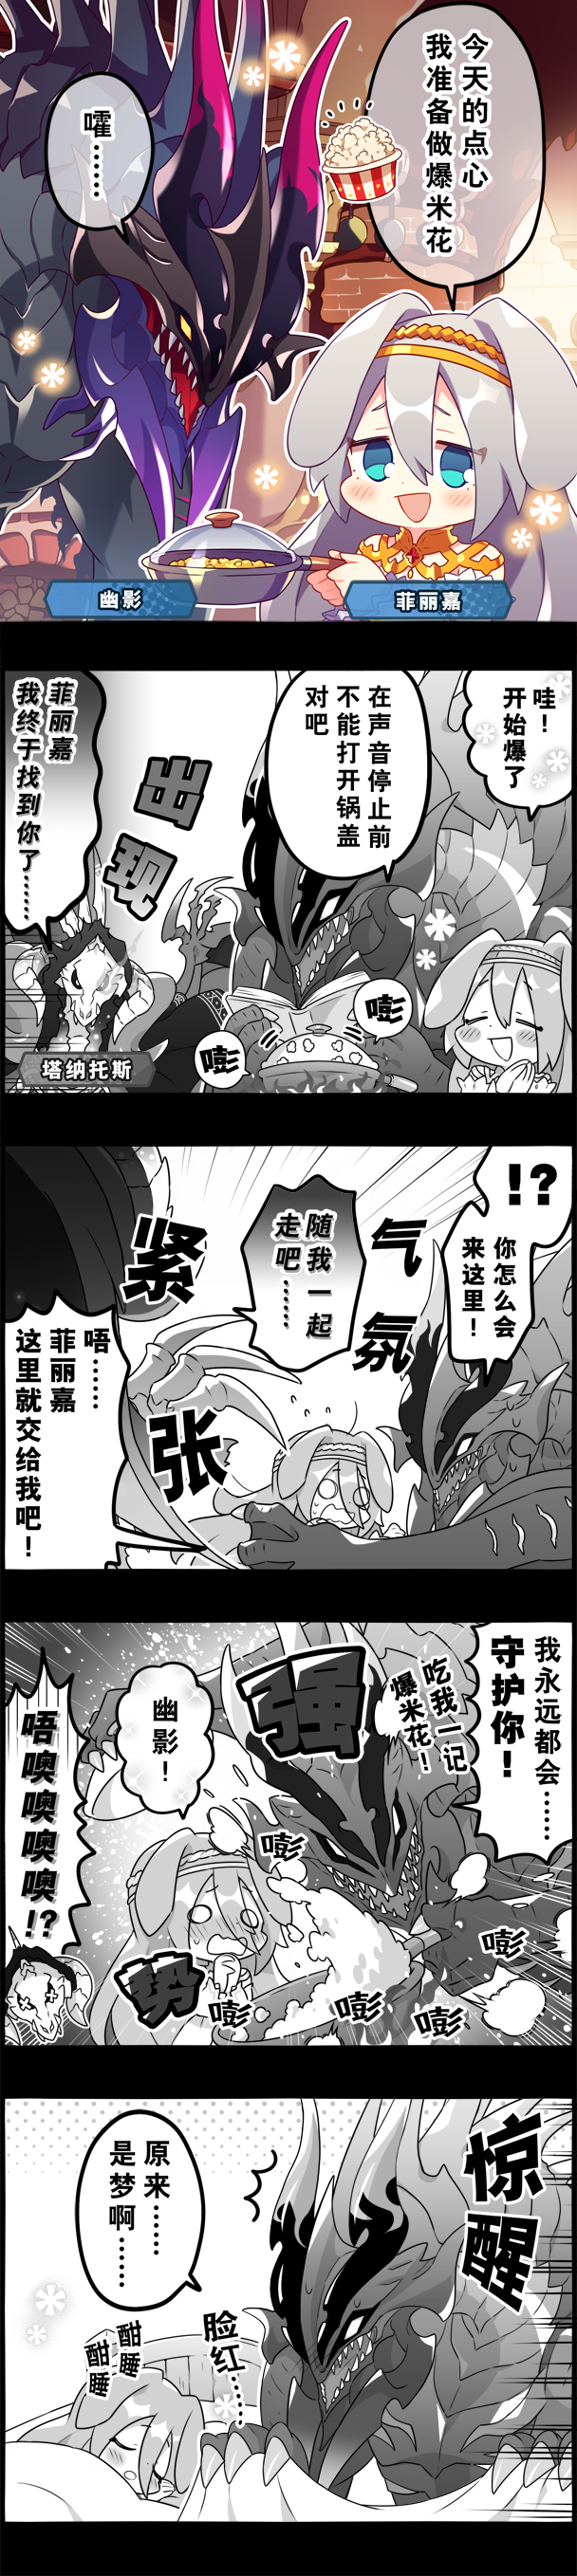 今天的点心
我准备做爆米花
嚯……
幽影
菲丽嘉
哇！
开始爆了
在声音停止前
不能打开锅盖
对吧
嘭
嘭
出现
菲丽嘉
我终于找到你了……
塔纳托斯
!?
你怎么会
来这里！
气氛
紧张
随我一起
走吧……
唔……
菲丽嘉
这里就交给我吧！
我永远都会……
守护你！
吃我一记
爆米花！
强势
幽影！
嘭
嘭
嘭
嘭
嘭
唔噢噢噢噢!?
惊醒
原来……
是梦啊……
脸红……
酣睡
酣睡